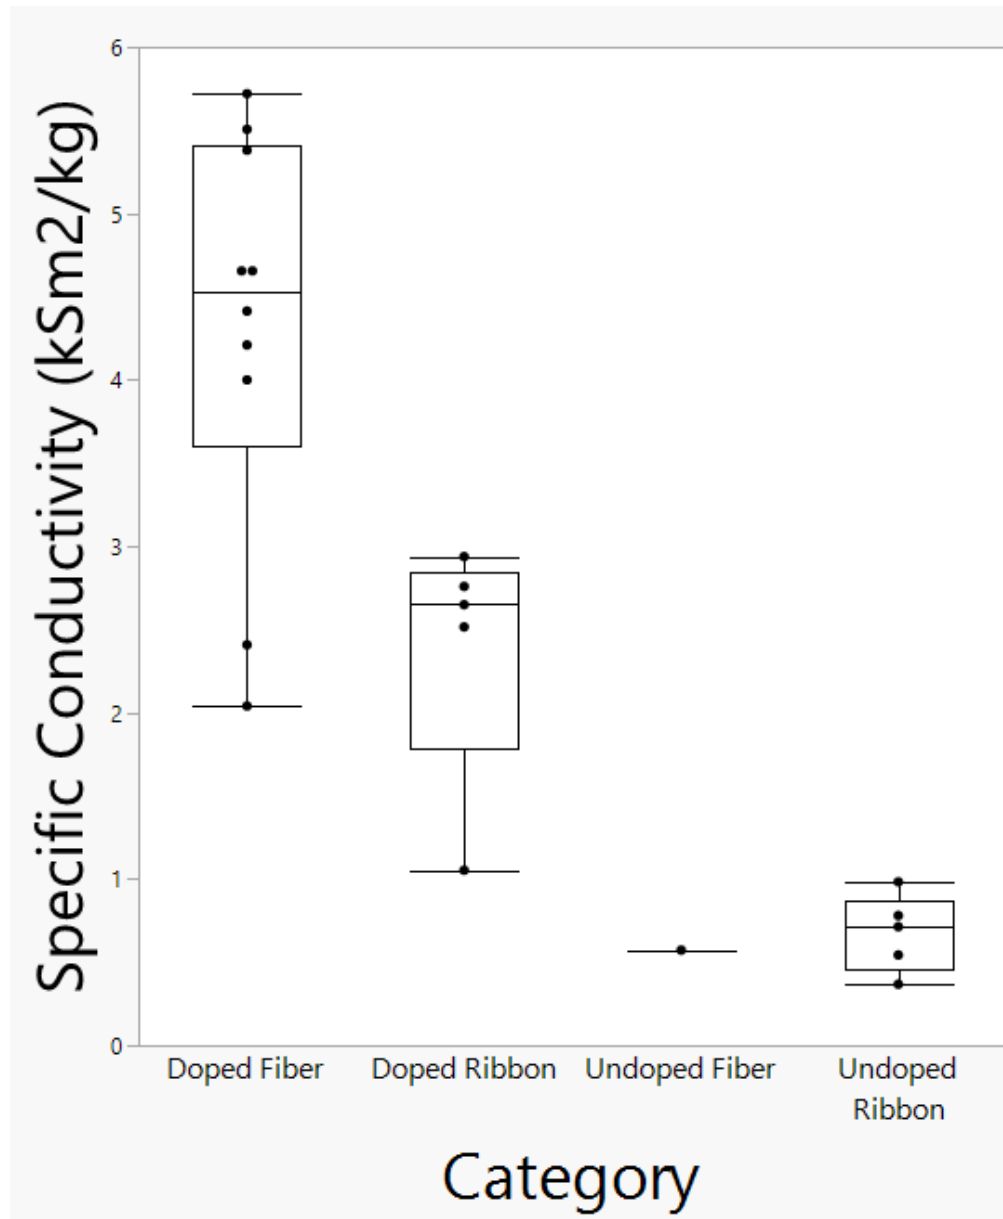 Specific Conductivity (kSm2/kg)
6
5
4
3
2
1
0
Doped Fiber
Doped Ribbon
Undoped Fiber
Undoped
Ribbon
Category